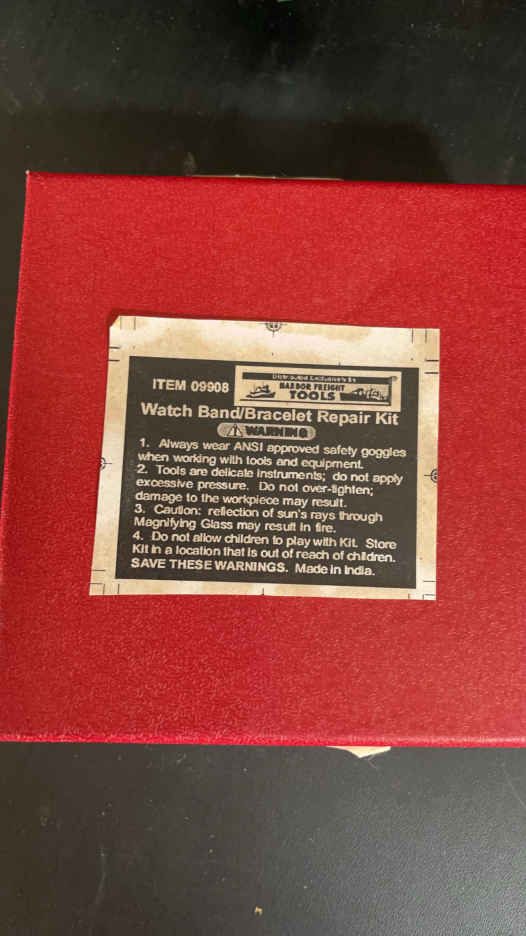 Distributed Exclusively by
ITEM 09908
HARBOR FREIGHT
TOOLS
Watch Band/Bracelet Repair Kit
WARNING
1. Always wear ANSI approved safety goggles
when working with tools and equipment.
2. Tools are delicate instruments; do not apply
excessive pressure. Do not over-tighten;
damage to the workpiece may result.
3. Caution: reflection of sun's rays through
Magnifying Glass may result in fire.
4. Do not allow children to play with Kit. Store
Kit in a location that is out of reach of children.
SAVE THESE WARNINGS. Made in India.